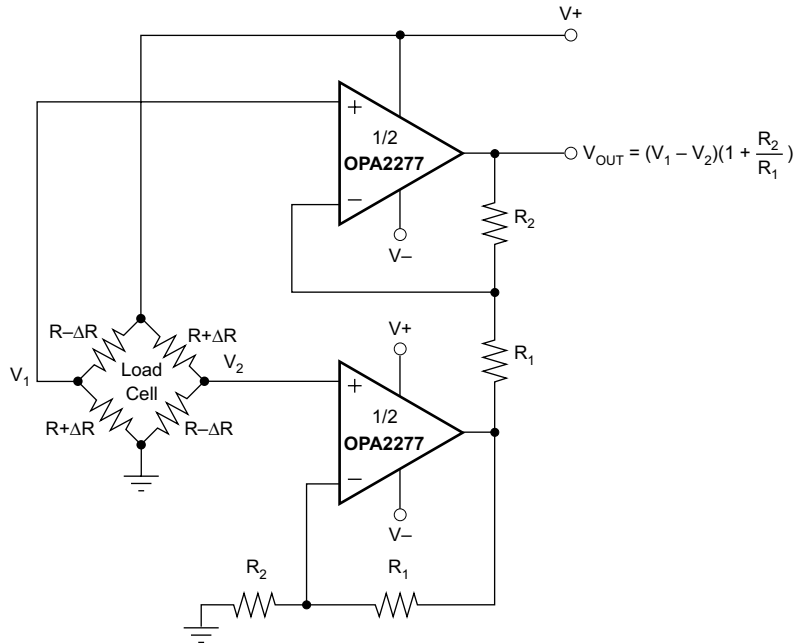 V+
+
1/2
OPA2277
−
V−
V_OUT = (V_1 – V_2)(1 + R_2/R_1)
R_2
R−ΔR
R+ΔR
V_1
Load
Cell
V_2
R+ΔR
R−ΔR
V+
+
1/2
OPA2277
−
V−
R_1
R_2
R_1